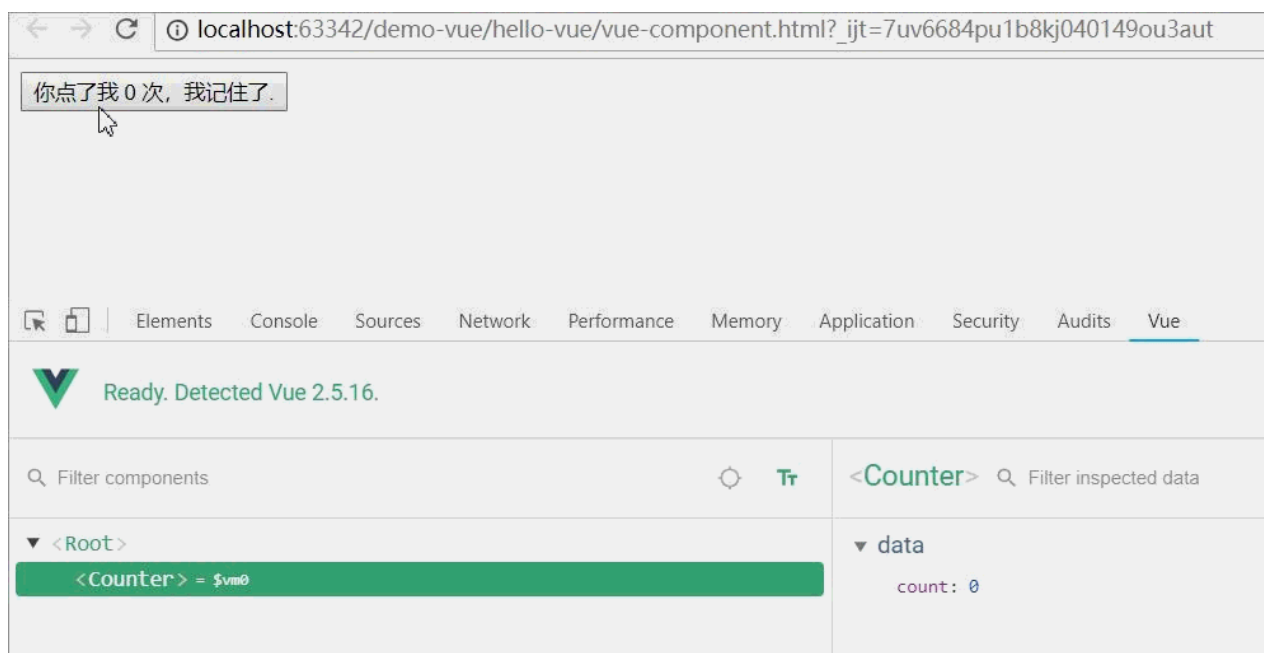 localhost:63342/demo-vue/hello-vue/vue-component.html?_ijt=7uv6684pu1b8kj040149ou3aut
你点了我 0 次，我记住了.
Elements Console Sources Network Performance Memory Application Security Audits Vue
Ready. Detected Vue 2.5.16.
Filter components Tт <Counter> Filter inspected data
▼ <Root>
<Counter> = $vm0
▼ data
count: 0